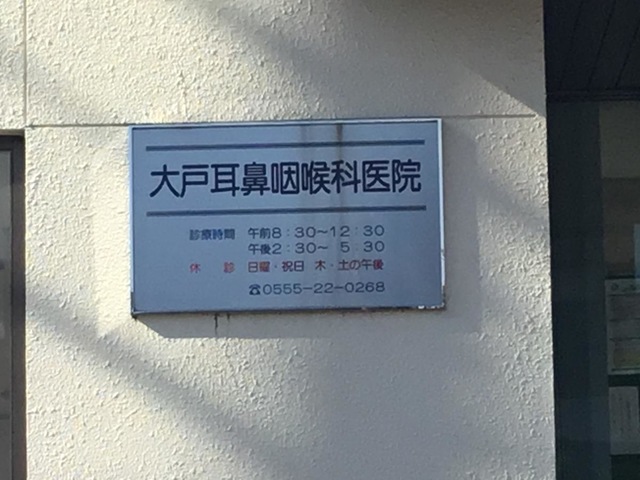 大戸耳鼻咽喉科医院
診療時間 午前8:30〜12:30
午後2:30〜 5:30
休 診 日曜・祝日 木・土の午後
☎0555-22-0268